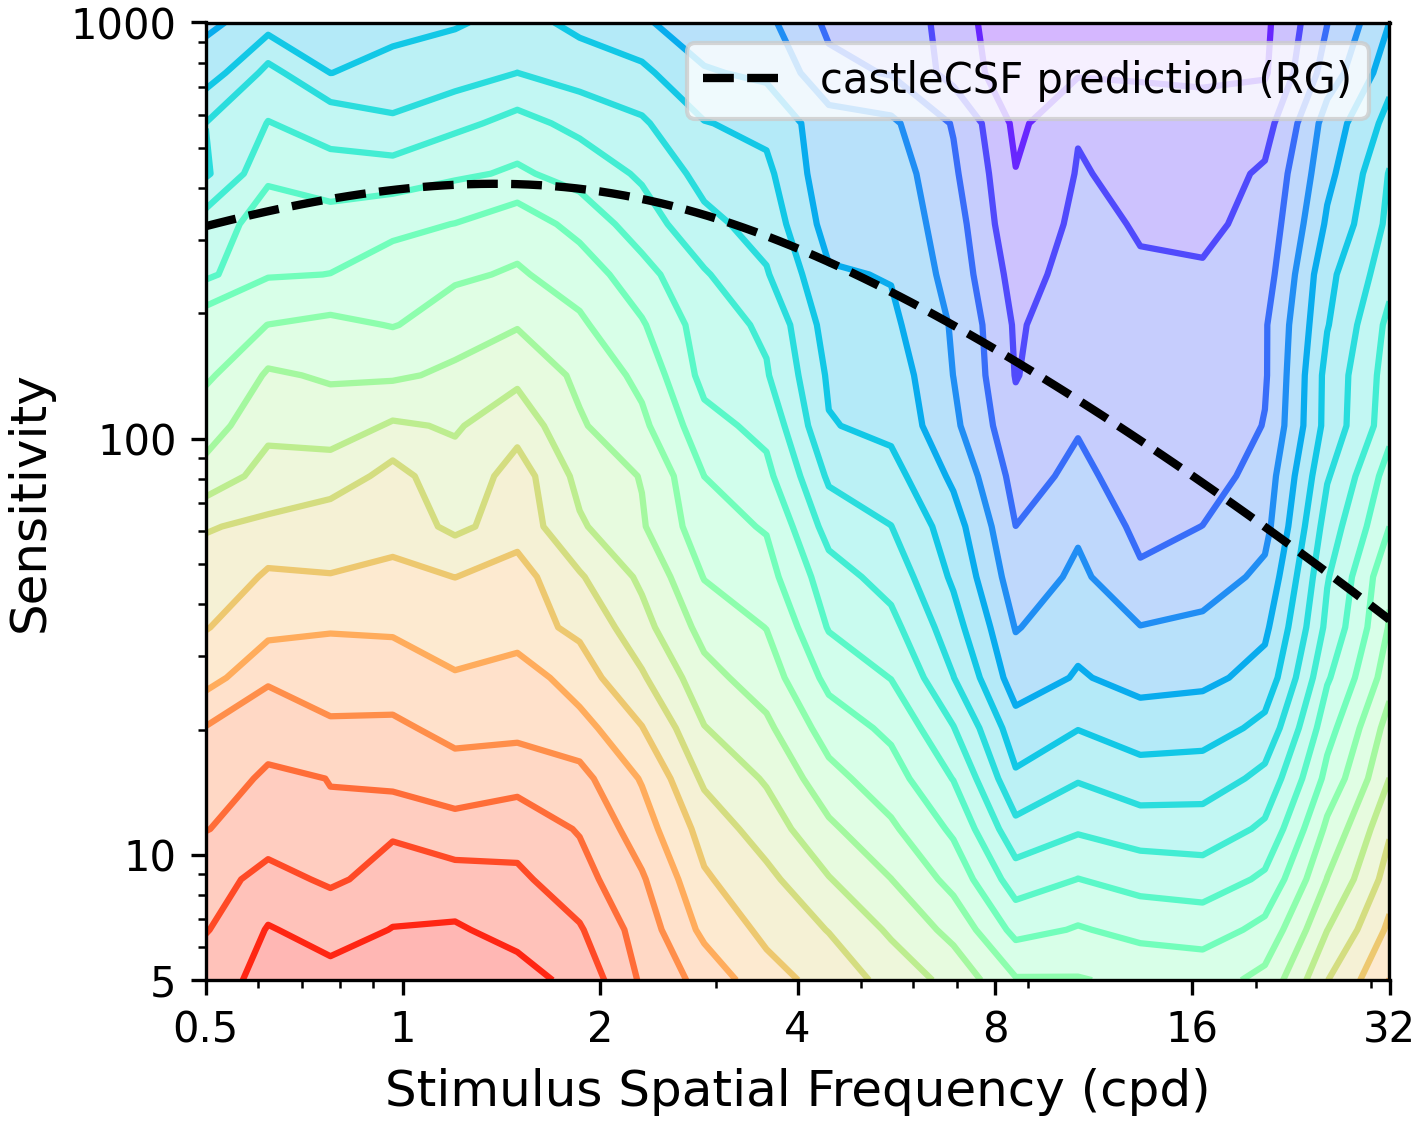 1000
castleCSF prediction (RG)
Sensitivity
100
10
5
0.5 1 2 4 8 16 32
Stimulus Spatial Frequency (cpd)